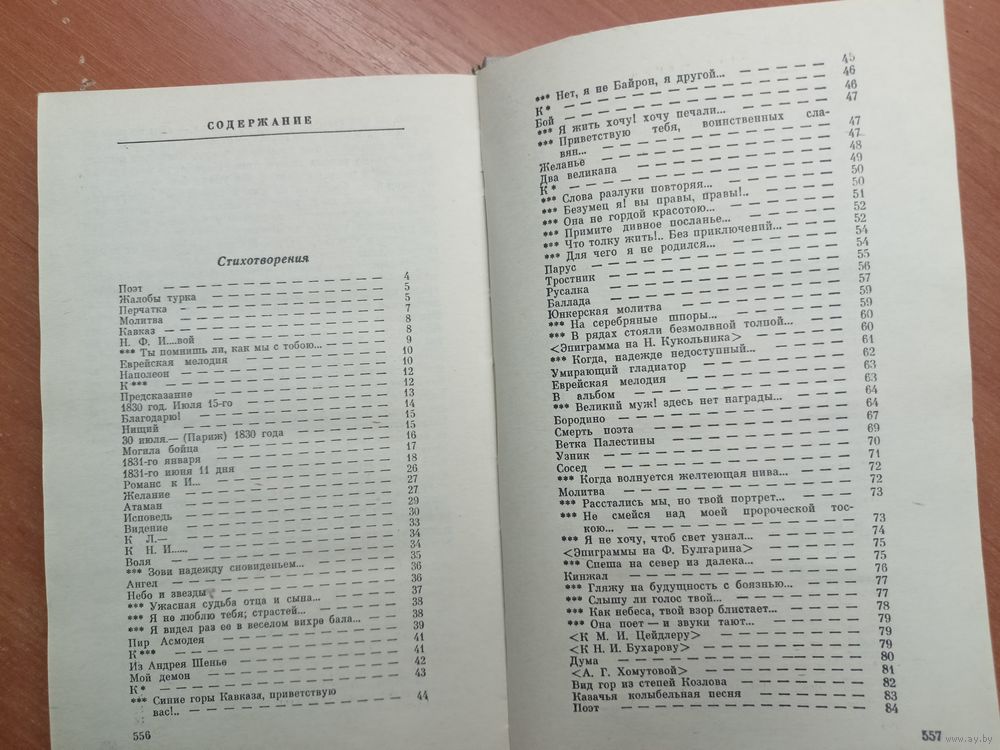 СОДЕРЖАНИЕ
Стихотворения
Поэт 4
Жалобы турка 5
Перчатка 5
Молитва 7
Кавказ 8
Н. Ф. И....вой 8
*** Ты помнишь ли, как мы с тобою... 9
Еврейская мелодия 10
Наполеон 10
К *** 12
Предсказание 12
1830 год. Июля 15-го 13
Благодарю! 14
Нищий 15
30 июля.— (Париж) 1830 года 15
Могила бойца 16
1831-го января 17
1831-го июня 11 дня 18
Романс к И... 26
Желание 27
Атаман 27
Исповедь 29
Видение 30
К Л.— 33
К Н. И...... 34
Воля 34
*** Зови надежду сновиденьем... 35
Ангел 36
Небо и звезды 36
*** Ужасная судьба отца и сына... 37
*** Я не люблю тебя; страстей... 38
*** Я видел раз ее в веселом вихре бала... 38
Пир Асмодея 39
К *** 41
Из Андрея Шенье 41
Мой демон 42
К * 43
*** Синие горы Кавказа, приветствую
вас!.. 44
556
*** Нет, я не Байрон, я другой... 45
К * 46
Бой 46
*** Я жить хочу! хочу печали... 47
*** Приветствую тебя, воинственных сла-
вян... 47
Желанье 47
Два великана 48
К * 49
*** Слова разлуки повторяя... 50
*** Безумец я! вы правы, правы!.. 50
*** Она не гордой красотою... 51
*** Примите дивное посланье... 52
*** Что толку жить!.. Без приключений... 52
*** Для чего я не родился... 54
Парус 54
Тростник 55
Русалка 56
Баллада 57
Юнкерская молитва 59
*** На серебряные шпоры... 59
*** В рядах стояли безмолвной толпой... 60
<Эпиграмма на Н. Кукольника> 60
*** Когда, надежде недоступный... 61
Умирающий гладиатор 62
Еврейская мелодия 63
В альбом 63
*** Великий муж! здесь нет награды... 64
Бородино 64
Смерть поэта 67
Ветка Палестины 69
Узник 70
Сосед 71
*** Когда волнуется желтеющая нива... 72
Молитва 72
*** Расстались мы, но твой портрет... 73
*** Не смейся над моей пророческой тос-
кою... 73
*** Я не хочу, чтоб свет узнал... 74
<Эпиграммы на Ф. Булгарина> 75
*** Спеша на север из далека... 75
Кинжал 76
*** Гляжу на будущность с боязнью... 77
*** Слышу ли голос твой... 77
*** Как небеса, твой взор блистает... 78
*** Она поет — и звуки тают... 79
<К М. И. Цейдлеру> 79
<К Н. И. Бухарову> 79
Дума 80
<А. Г. Хомутовой> 81
Вид гор из степей Козлова 82
Казачья колыбельная песня 83
Поэт 84
557
www.ay.by